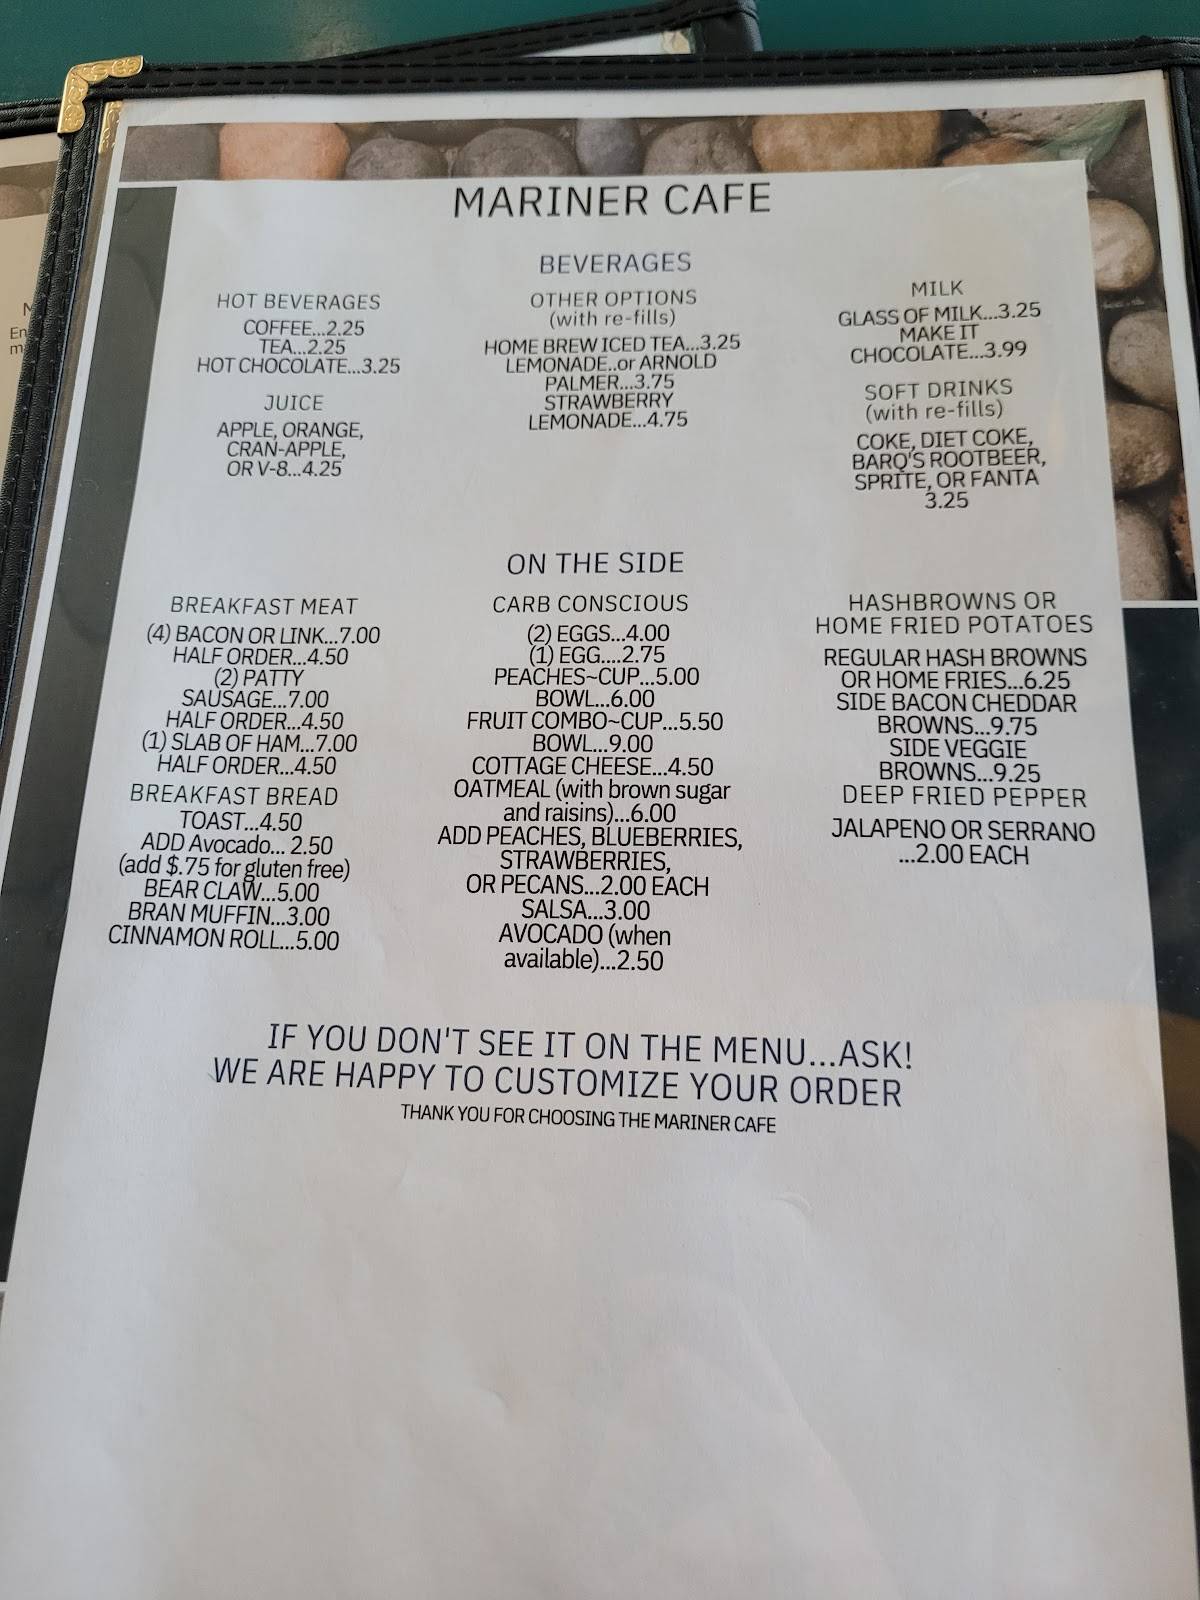 MARINER CAFE
BEVERAGES
HOT BEVERAGES
COFFEE...2.25
TEA...2.25
HOT CHOCOLATE...3.25
JUICE
APPLE, ORANGE,
CRAN-APPLE,
OR V-8...4.25
OTHER OPTIONS
(with re-fills)
HOME BREW ICED TEA...3.25
LEMONADE..or ARNOLD
PALMER...3.75
STRAWBERRY
LEMONADE...4.75
MILK
GLASS OF MILK...3.25
MAKE IT
CHOCOLATE...3.99
SOFT DRINKS
(with re-fills)
COKE, DIET COKE,
BARQ'S ROOTBEER,
SPRITE, OR FANTA
3.25
ON THE SIDE
BREAKFAST MEAT
(4) BACON OR LINK...7.00
HALF ORDER...4.50
(2) PATTY
SAUSAGE...7.00
HALF ORDER...4.50
(1) SLAB OF HAM...7.00
HALF ORDER...4.50
BREAKFAST BREAD
TOAST...4.50
ADD Avocado... 2.50
(add $.75 for gluten free)
BEAR CLAW...5.00
BRAN MUFFIN...3.00
CINNAMON ROLL...5.00
CARB CONSCIOUS
(2) EGGS...4.00
(1) EGG....2.75
PEACHES~CUP...5.00
BOWL...6.00
FRUIT COMBO~CUP...5.50
BOWL...9.00
COTTAGE CHEESE...4.50
OATMEAL (with brown sugar
and raisins)...6.00
ADD PEACHES, BLUEBERRIES,
STRAWBERRIES,
OR PECANS...2.00 EACH
SALSA...3.00
AVOCADO (when
available)...2.50
HASHBROWNS OR
HOME FRIED POTATOES
REGULAR HASH BROWNS
OR HOME FRIES...6.25
SIDE BACON CHEDDAR
BROWNS...9.75
SIDE VEGGIE
BROWNS...9.25
DEEP FRIED PEPPER
JALAPENO OR SERRANO
...2.00 EACH
IF YOU DON'T SEE IT ON THE MENU...ASK!
WE ARE HAPPY TO CUSTOMIZE YOUR ORDER
THANK YOU FOR CHOOSING THE MARINER CAFE